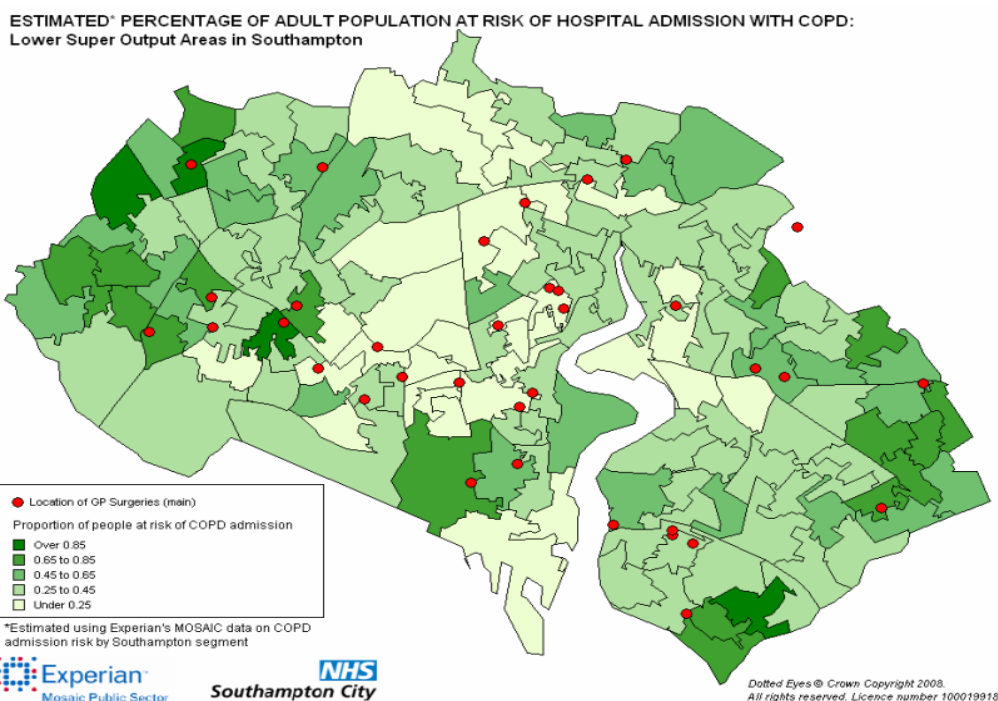 ESTIMATED* PERCENTAGE OF ADULT POPULATION AT RISK OF HOSPITAL ADMISSION WITH COPD:
Lower Super Output Areas in Southampton
Location of GP Surgeries (main)
Proportion of people at risk of COPD admission
Over 0.85
0.65 to 0.85
0.45 to 0.65
0.25 to 0.45
Under 0.25
*Estimated using Experian's MOSAIC data on COPD
admission risk by Southampton segment
Experian™
Mosaic Public Sector
NHS
Southampton City
Dotted Eyes © Crown Copyright 2008.
All rights reserved. Licence number 100019918